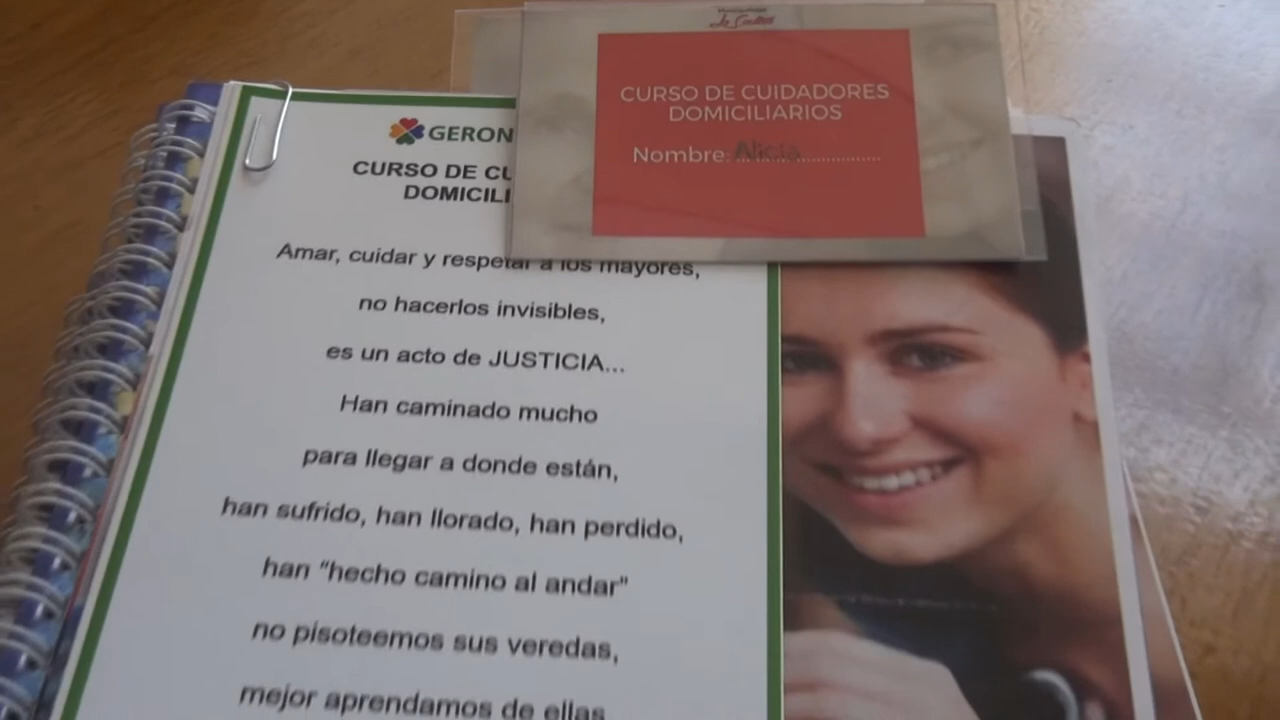 CURSO DE CUIDADORES
DOMICILIARIOS
Nombre: Alicia
GERON
CURSO DE CU
DOMICILI
Amar, cuidar y respetar a los mayores,
no hacerlos invisibles,
es un acto de JUSTICIA...
Han caminado mucho
para llegar a donde están,
han sufrido, han llorado, han perdido,
han "hecho camino al andar"
no pisoteemos sus veredas,
mejor aprendamos de ellas